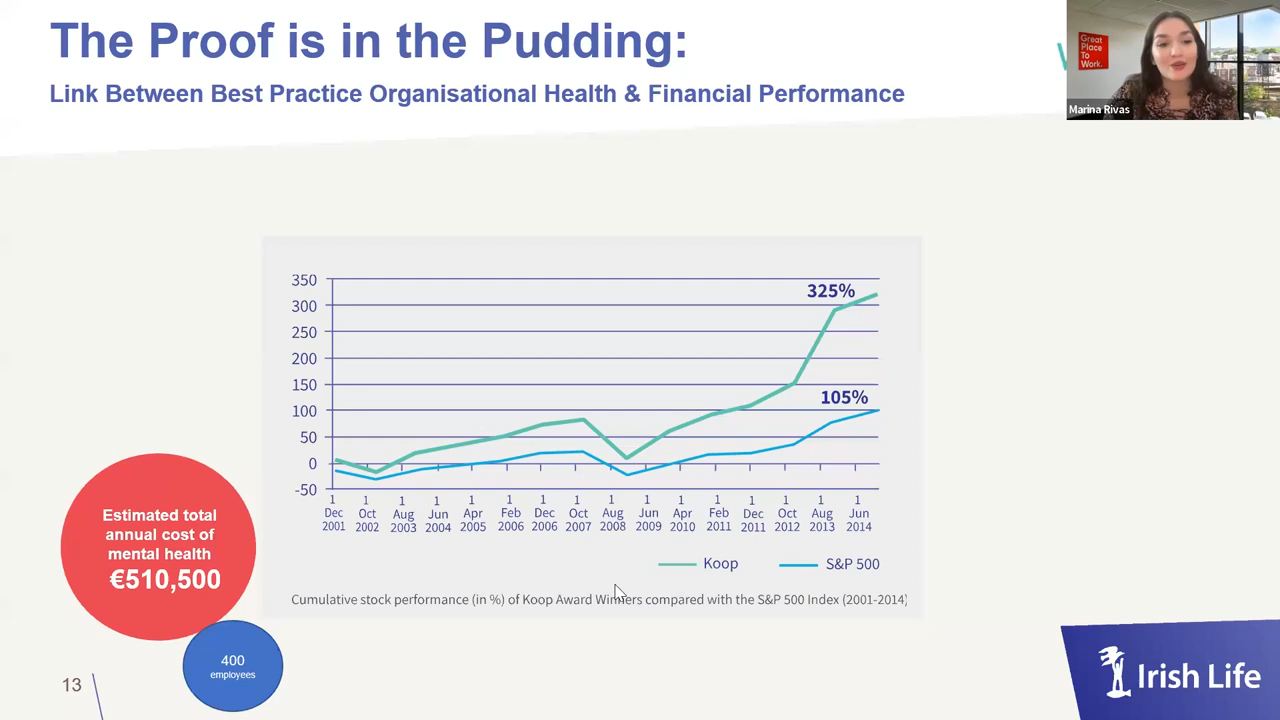 The Proof is in the Pudding:
Link Between Best Practice Organisational Health & Financial Performance
Great
Place
To
Work.
Marina Rivas
350
300
250
200
150
100
50
0
-50
325%
105%
1 1 1 1 1 1 1 1 1 1 1 1 1 1 1 1
Dec Oct Aug Jun Apr Feb Dec Oct Aug Jun Apr Feb Dec Oct Aug Jun
2001 2002 2003 2004 2005 2006 2006 2007 2008 2009 2010 2011 2011 2012 2013 2014
Koop S&P 500
Cumulative stock performance (in %) of Koop Award Winners compared with the S&P 500 Index (2001-2014)
Estimated total
annual cost of
mental health
€510,500
400
employees
13
Irish Life